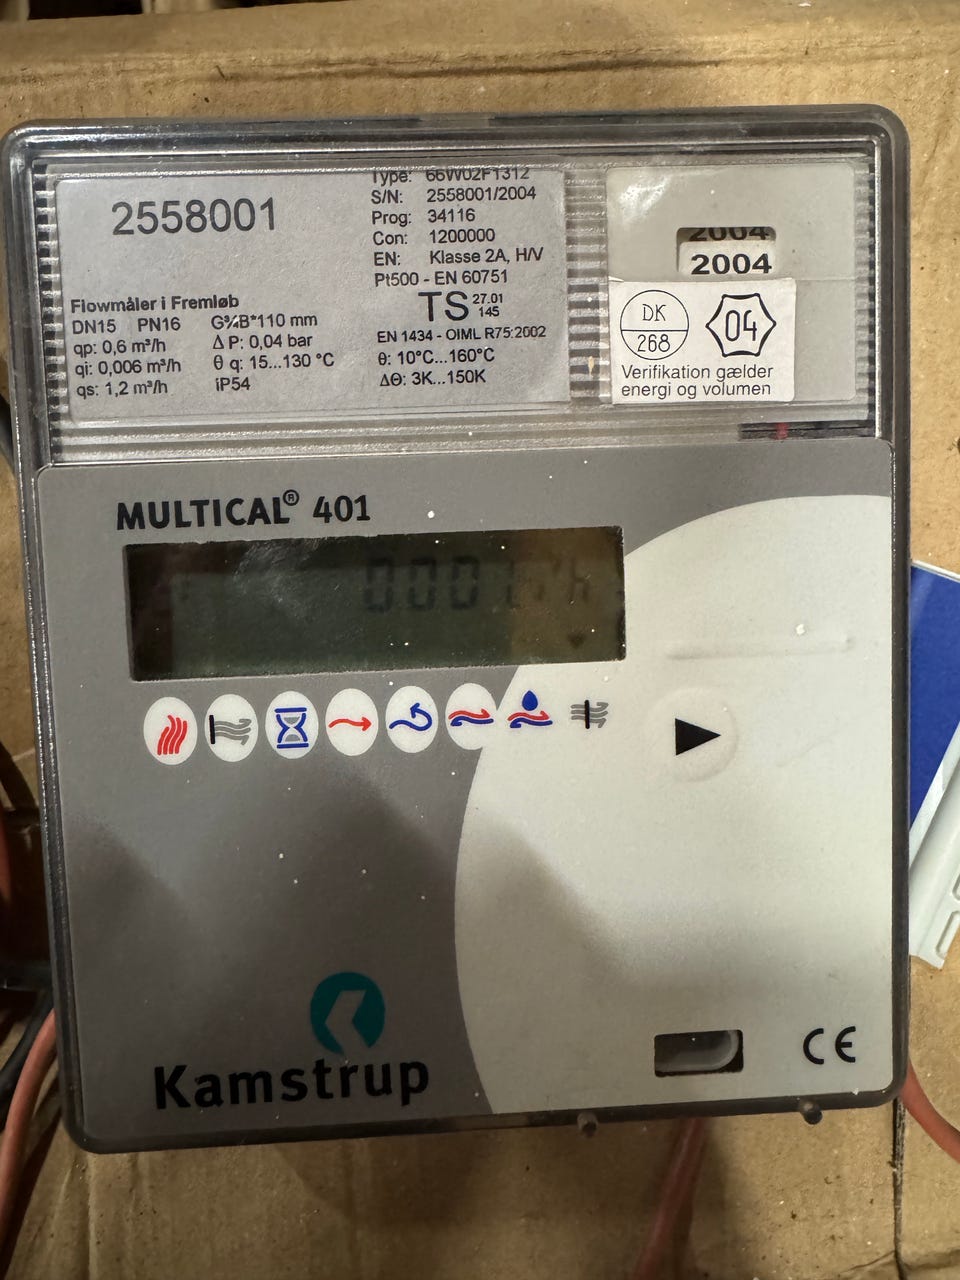 2558001
Type: 66W02F1312
S/N: 2558001/2004
Prog: 34116
Con: 1200000
EN: Klasse 2A, H/V
Pt500 - EN 60751
TS 27.01 145
EN 1434 - OIML R75:2002
θ: 10°C...160°C
ΔΘ: 3K...150K
Flowmåler i Fremløb
DN15 PN16 G¾B*110 mm
qp: 0,6 m³/h Δ P: 0,04 bar
qi: 0,006 m³/h θ q: 15...130 °C
qs: 1,2 m³/h iP54
2004
2004
DK
268
04
Verifikation gælder
energi og volumen
MULTICAL® 401
000
Kamstrup
CE